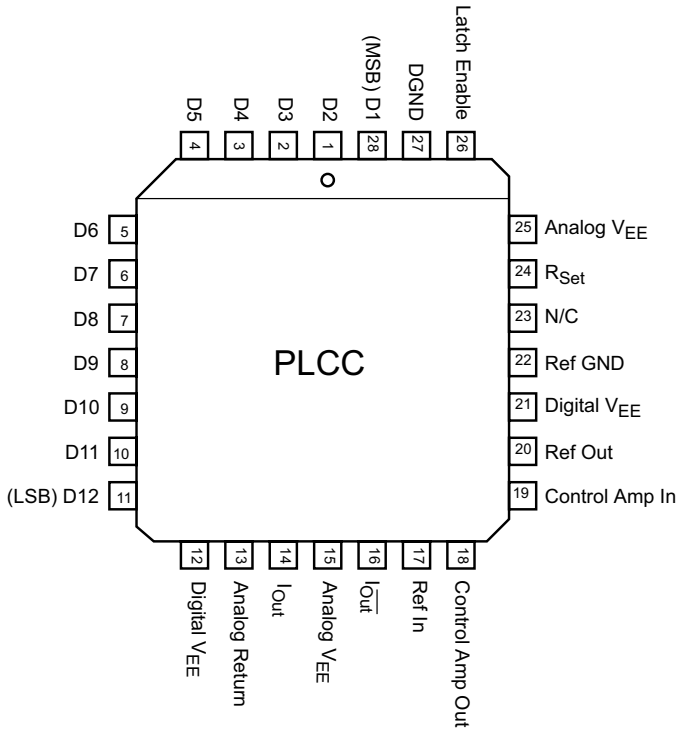 D5
D4
D3
D2
(MSB) D1
DGND
Latch Enable
4
3
2
1
28
27
26
D6 5
D7 6
D8 7
D9 8
D10 9
D11 10
(LSB) D12 11
PLCC
25 Analog VEE
24 RSet
23 N/C
22 Ref GND
21 Digital VEE
20 Ref Out
19 Control Amp In
12
13
14
15
16
17
18
Digital VEE
Analog Return
IOut
Analog VEE
IOut
Ref In
Control Amp Out